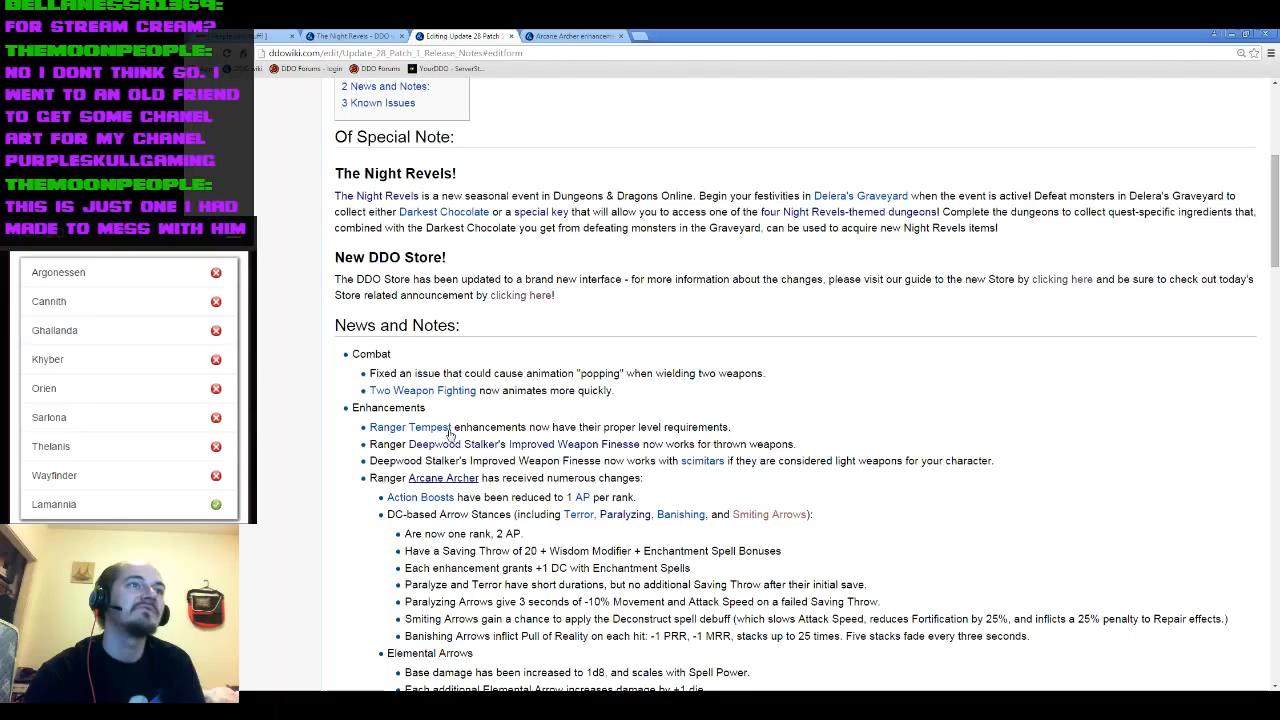 BELLANESSA1369:
FOR STREAM CREAM?
THEMOONPEOPLE:
NO I DONT THINK SO. I
WENT TO AN OLD FRIEND
TO GET SOME CHANEL
ART FOR MY CHANEL
PURPLESKULLGAMING
THEMOONPEOPLE:
THIS IS JUST ONE I HAD
MADE TO MESS WITH HIM
Argonessen
Cannith
Ghallanda
Khyber
Orien
Sarlona
Thelanis
Wayfinder
Lamannia
The Night Revels - DDO w
Editing Update 28 Patch
Arcane Archer enhancem
ddowiki.com/edit/Update_28_Patch_1_Release_Notes#editform
DDO wiki
DDO Forums - login
DDO Forums
YourDDO - ServerSt...
2 News and Notes:
3 Known Issues
Of Special Note:
The Night Revels!
The Night Revels is a new seasonal event in Dungeons & Dragons Online. Begin your festivities in Delera's Graveyard when the event is active! Defeat monsters in Delera's Graveyard to
collect either Darkest Chocolate or a special key that will allow you to access one of the four Night Revels-themed dungeons! Complete the dungeons to collect quest-specific ingredients that,
combined with the Darkest Chocolate you get from defeating monsters in the Graveyard, can be used to acquire new Night Revels items!
New DDO Store!
The DDO Store has been updated to a brand new interface - for more information about the changes, please visit our guide to the new Store by clicking here and be sure to check out today's
Store related announcement by clicking here!
News and Notes:
Combat
Fixed an issue that could cause animation "popping" when wielding two weapons.
Two Weapon Fighting now animates more quickly.
Enhancements
Ranger Tempest enhancements now have their proper level requirements.
Ranger Deepwood Stalker's Improved Weapon Finesse now works for thrown weapons.
Deepwood Stalker's Improved Weapon Finesse now works with scimitars if they are considered light weapons for your character.
Ranger Arcane Archer has received numerous changes:
Action Boosts have been reduced to 1 AP per rank.
DC-based Arrow Stances (including Terror, Paralyzing, Banishing, and Smiting Arrows):
Are now one rank, 2 AP.
Have a Saving Throw of 20 + Wisdom Modifier + Enchantment Spell Bonuses
Each enhancement grants +1 DC with Enchantment Spells
Paralyze and Terror have short durations, but no additional Saving Throw after their initial save.
Paralyzing Arrows give 3 seconds of -10% Movement and Attack Speed on a failed Saving Throw.
Smiting Arrows gain a chance to apply the Deconstruct spell debuff (which slows Attack Speed, reduces Fortification by 25%, and inflicts a 25% penalty to Repair effects.)
Banishing Arrows inflict Pull of Reality on each hit: -1 PRR, -1 MRR, stacks up to 25 times. Five stacks fade every three seconds.
Elemental Arrows
Base damage has been increased to 1d8, and scales with Spell Power.
Each additional Elemental Arrow increases damage by +1 die